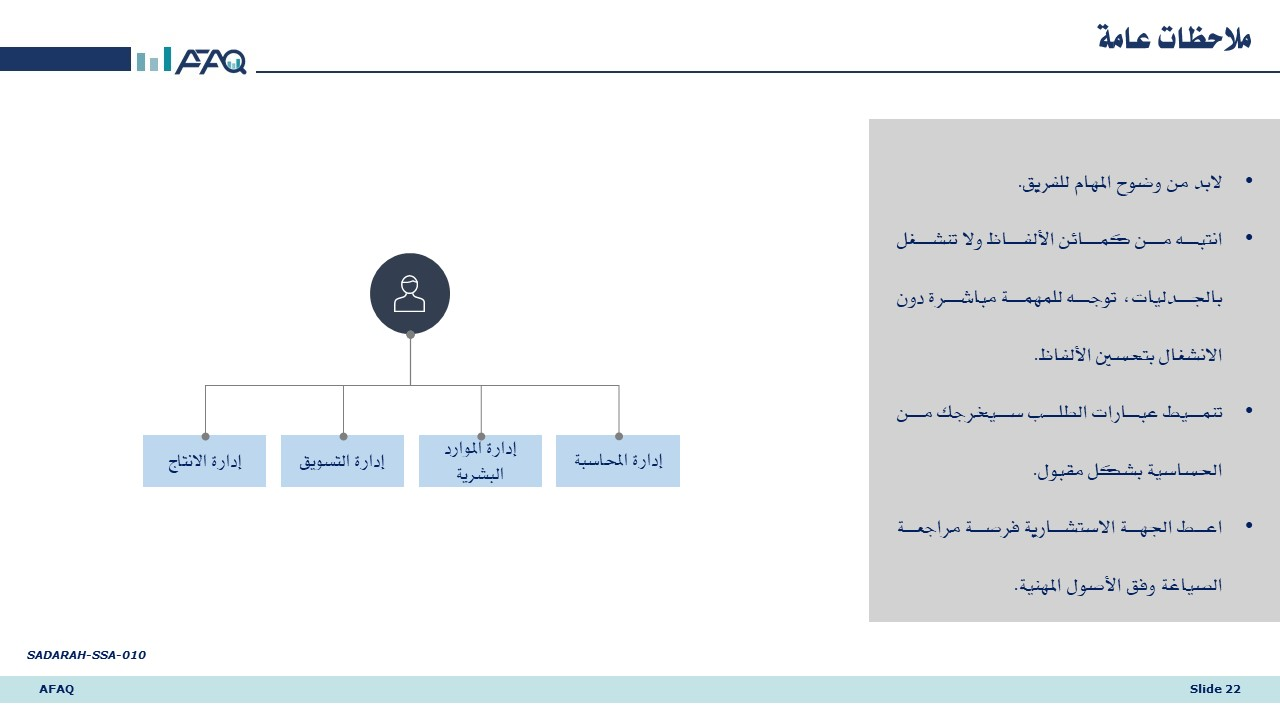 ملاحظات عامة
AFAQ
• لابد من وضوح المهام للفريق.
• انتبه من كمائن الألفاظ ولا تنشغل
بالجدليات، توجه للمهمة مباشرة دون
الانشغال بتحسين الألفاظ.
• تنميط عبارات الطلب سيخرجك من
الحساسية بشكل مقبول.
• اعط الجهة الاستشارية فرصة مراجعة
الصياغة وفق الأصول المهنية.
إدارة المحاسبة
إدارة الموارد
البشرية
إدارة التسويق
إدارة الانتاج
SADARAH-SSA-010
AFAQ
Slide 22